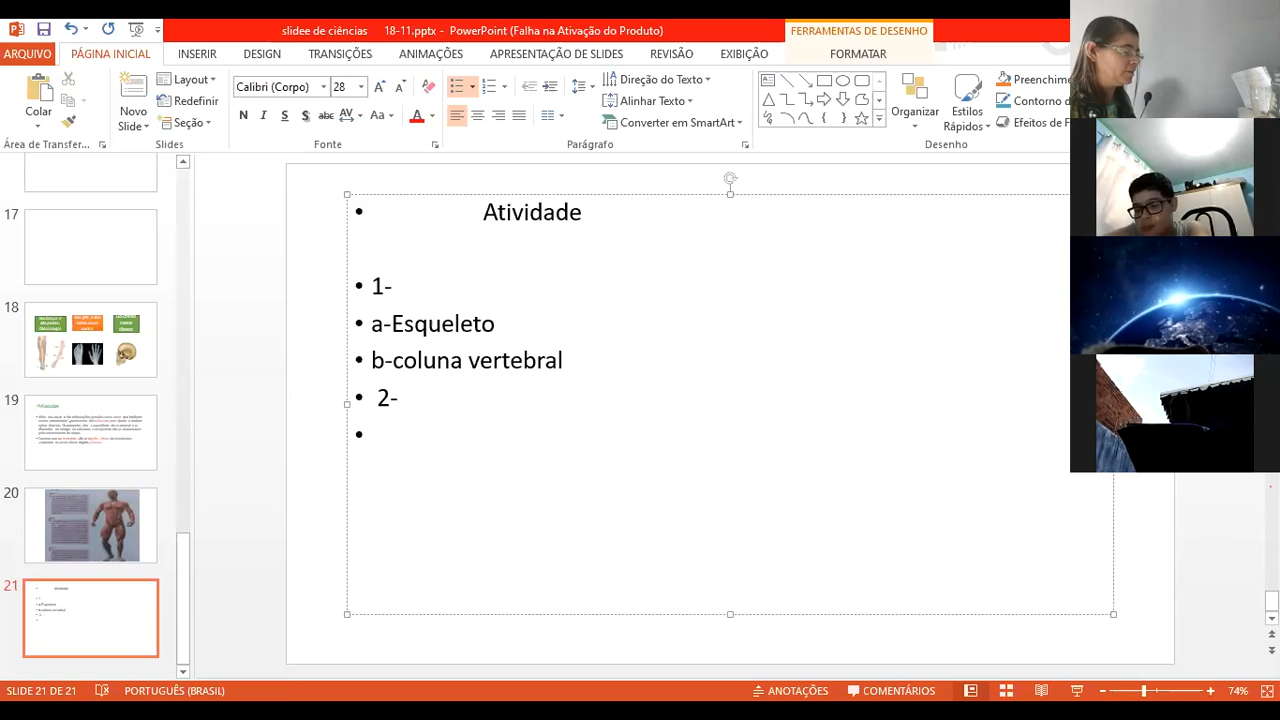 slidee de ciências 18-11.pptx - PowerPoint (Falha na Ativação do Produto)
FERRAMENTAS DE DESENHO
ARQUIVO PÁGINA INICIAL INSERIR DESIGN TRANSIÇÕES ANIMAÇÕES APRESENTAÇÃO DE SLIDES REVISÃO EXIBIÇÃO FORMATAR
Colar
Novo Slide
Layout
Redefinir
Seção
Calibri (Corpo) 28
N I S S abc AV Aa A
Direção do Texto
Alinhar Texto
Converter em SmartArt
Organizar
Estilos Rápidos
Preenchime
Contorno d
Efeitos de F
Área de Transfer... Slides Fonte Parágrafo Desenho
17
18
19
20
21
• Atividade
• 1-
• a-Esqueleto
• b-coluna vertebral
• 2-
•
SLIDE 21 DE 21 PORTUGUÊS (BRASIL) ANOTAÇÕES COMENTÁRIOS 74%